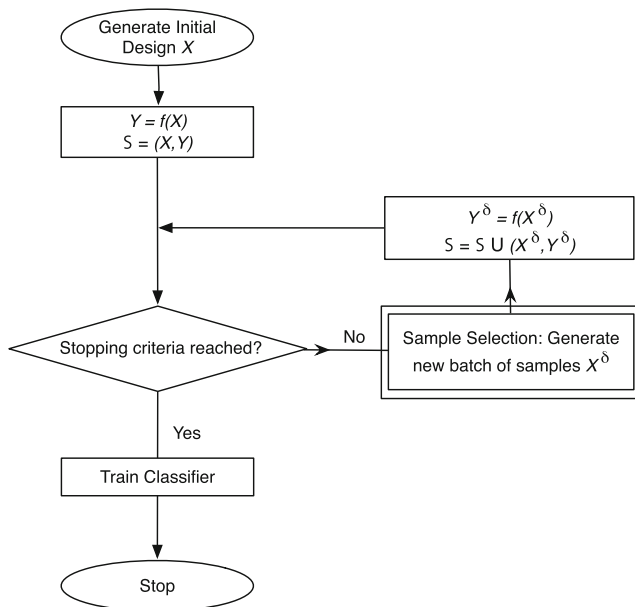 Generate Initial
Design X
Y = f(X)
S = (X,Y)
Y^δ = f(X^δ)
S = S U (X^δ,Y^δ)
Stopping criteria reached?
No
Sample Selection: Generate
new batch of samples X^δ
Yes
Train Classifier
Stop